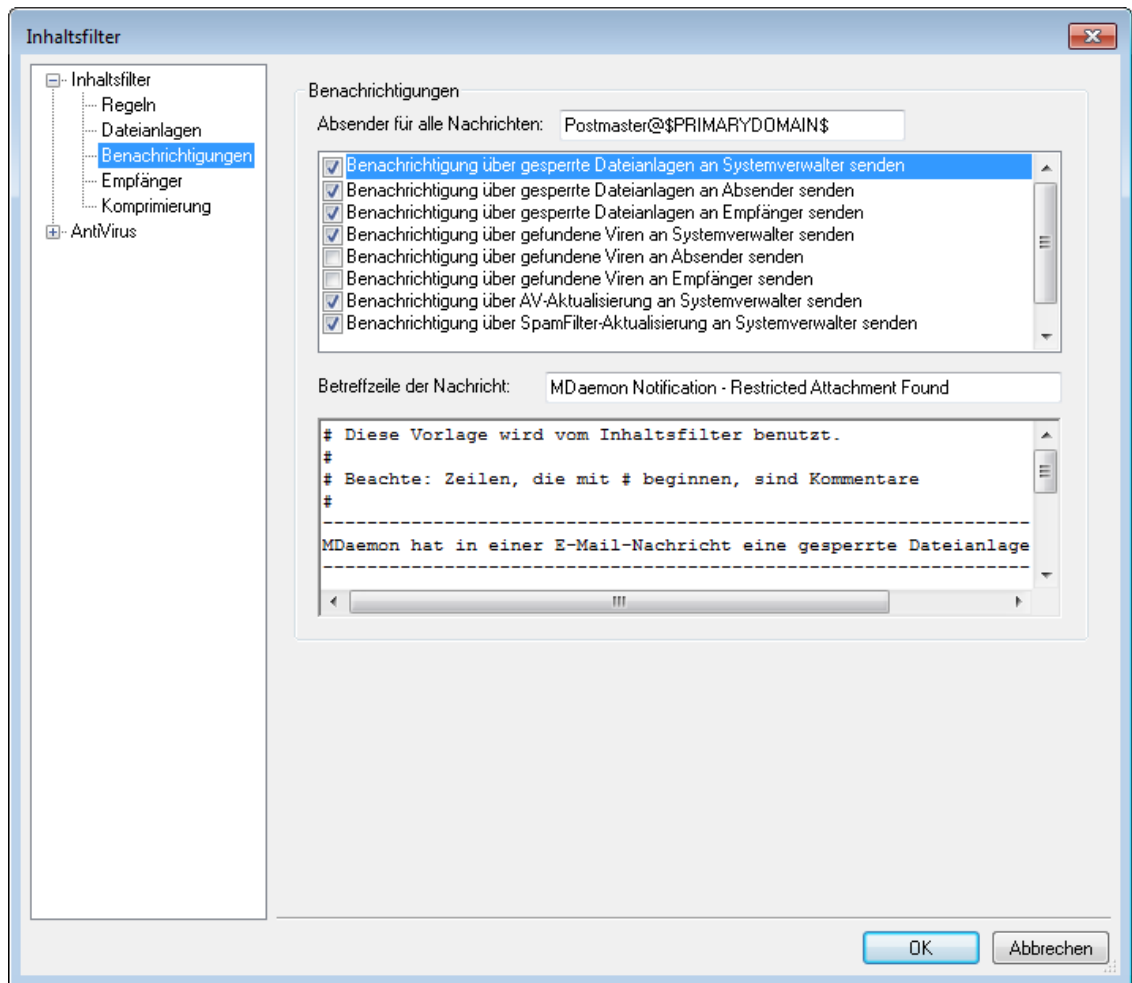 Inhaltsfilter
Inhaltsfilter
Regeln
Dateianlagen
Benachrichtigungen
Empfänger
Komprimierung
AntiVirus
Benachrichtigungen
Absender für alle Nachrichten: Postmaster@$PRIMARYDOMAIN$
Benachrichtigung über gesperrte Dateianlagen an Systemverwalter senden
Benachrichtigung über gesperrte Dateianlagen an Absender senden
Benachrichtigung über gesperrte Dateianlagen an Empfänger senden
Benachrichtigung über gefundene Viren an Systemverwalter senden
Benachrichtigung über gefundene Viren an Absender senden
Benachrichtigung über gefundene Viren an Empfänger senden
Benachrichtigung über AV-Aktualisierung an Systemverwalter senden
Benachrichtigung über SpamFilter-Aktualisierung an Systemverwalter senden
Betreffzeile der Nachricht: MDaemon Notification - Restricted Attachment Found
# Diese Vorlage wird vom Inhaltsfilter benutzt.
#
# Beachte: Zeilen, die mit # beginnen, sind Kommentare
#
----------------------------------------------------------------
MDaemon hat in einer E-Mail-Nachricht eine gesperrte Dateianlage
----------------------------------------------------------------
OK Abbrechen